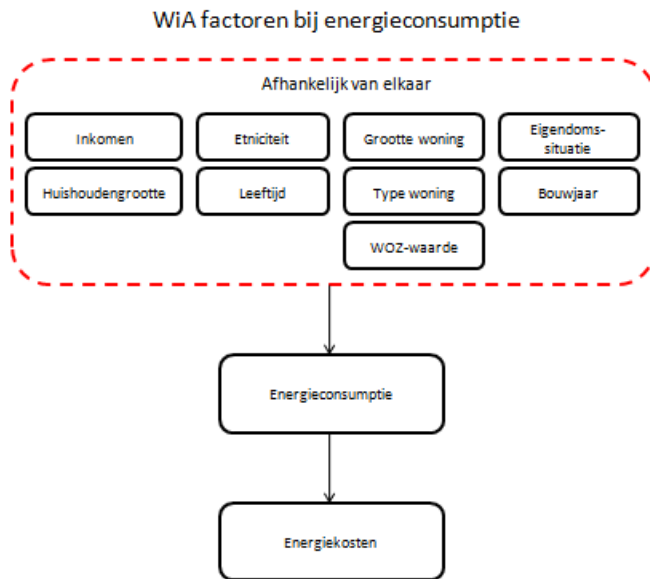 WiA factoren bij energieconsumptie
Afhankelijk van elkaar
Inkomen
Etniciteit
Grootte woning
Eigendoms-
situatie
Huishoudengrootte
Leeftijd
Type woning
Bouwjaar
WOZ-waarde
Energieconsumptie
Energiekosten